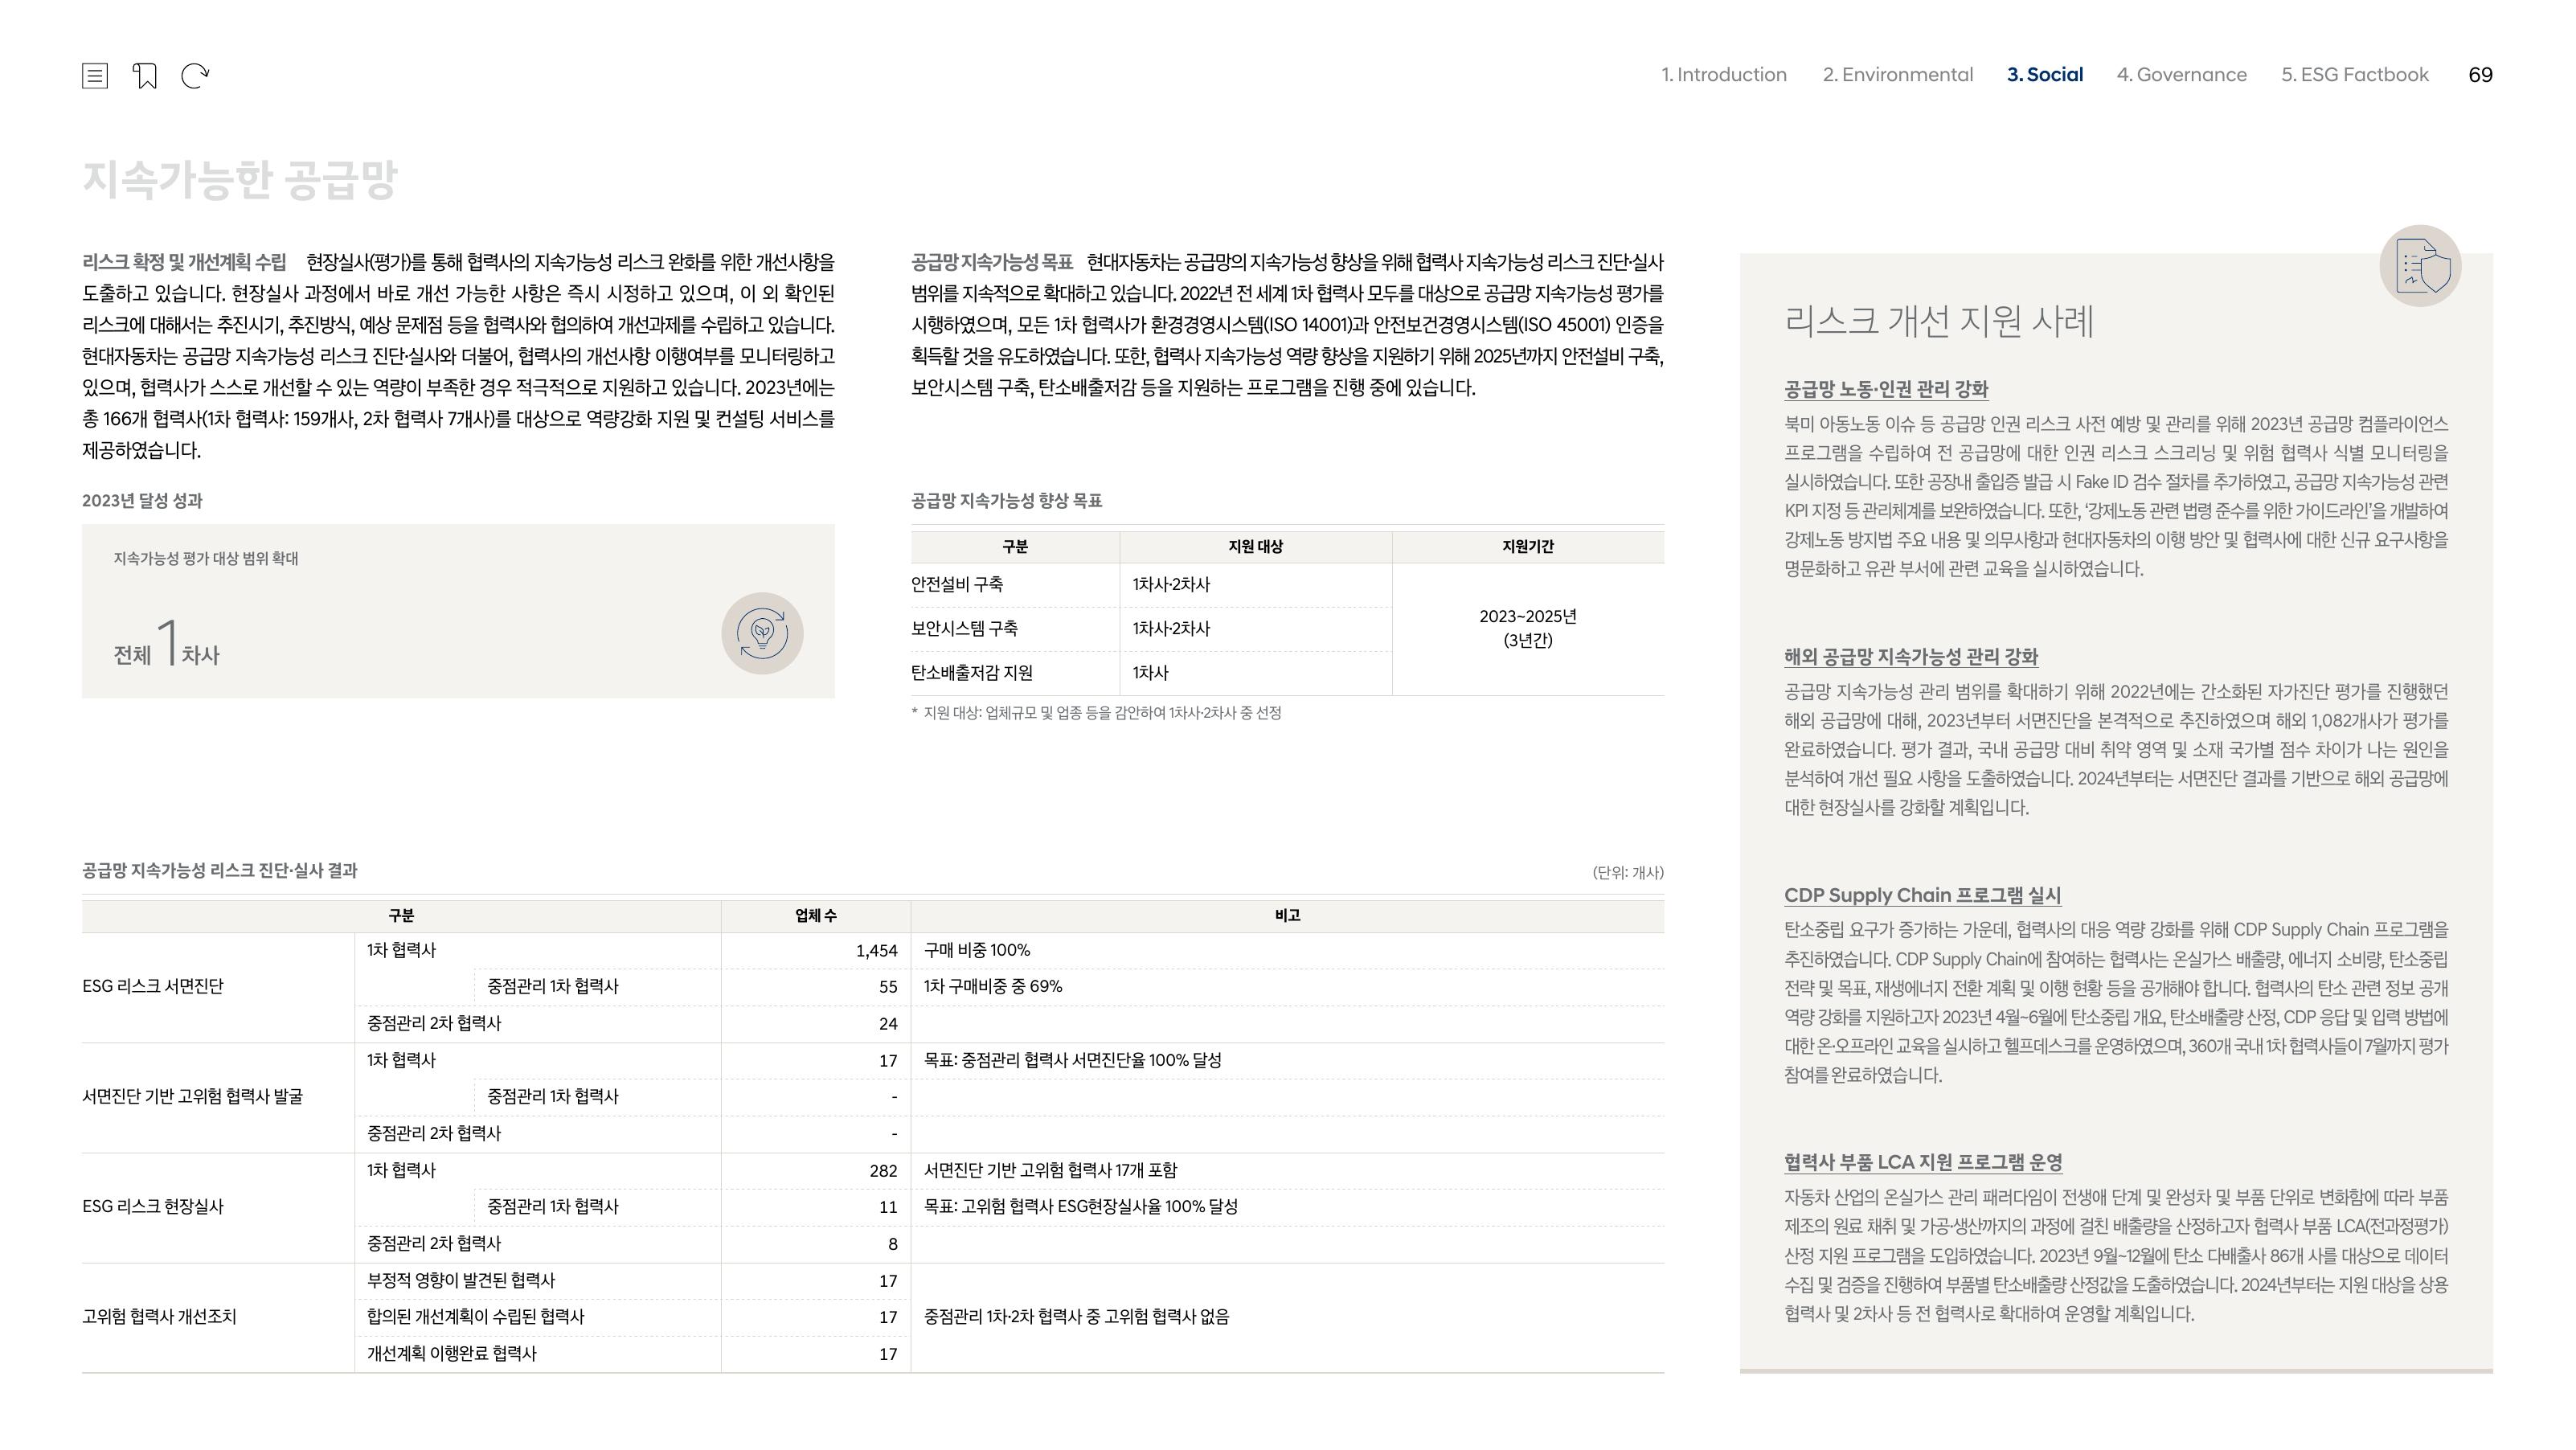 1. Introduction 2. Environmental 3. Social 4. Governance 5. ESG Factbook 69
지속가능한 공급망
리스크 확정 및 개선계획 수립 현장실사(평가)를 통해 협력사의 지속가능성 리스크 완화를 위한 개선사항을
도출하고 있습니다. 현장실사 과정에서 바로 개선 가능한 사항은 즉시 시정하고 있으며, 이 외 확인된
리스크에 대해서는 추진시기, 추진방식, 예상 문제점 등을 협력사와 협의하여 개선과제를 수립하고 있습니다.
현대자동차는 공급망 지속가능성 리스크 진단·실사와 더불어, 협력사의 개선사항 이행여부를 모니터링하고
있으며, 협력사가 스스로 개선할 수 있는 역량이 부족한 경우 적극적으로 지원하고 있습니다. 2023년에는
총 166개 협력사(1차 협력사: 159개사, 2차 협력사 7개사)를 대상으로 역량강화 지원 및 컨설팅 서비스를
제공하였습니다.
2023년 달성 성과
지속가능성 평가 대상 범위 확대
전체 1차사
공급망 지속가능성 목표 현대자동차는 공급망의 지속가능성 향상을 위해 협력사 지속가능성 리스크 진단·실사
범위를 지속적으로 확대하고 있습니다. 2022년 전 세계 1차 협력사 모두를 대상으로 공급망 지속가능성 평가를
시행하였으며, 모든 1차 협력사가 환경경영시스템(ISO 14001)과 안전보건경영시스템(ISO 45001) 인증을
획득할 것을 유도하였습니다. 또한, 협력사 지속가능성 역량 향상을 지원하기 위해 2025년까지 안전설비 구축,
보안시스템 구축, 탄소배출저감 등을 지원하는 프로그램을 진행 중에 있습니다.
공급망 지속가능성 향상 목표
구분 지원 대상 지원기간
안전설비 구축 1차사·2차사
보안시스템 구축 1차사·2차사
탄소배출저감 지원 1차사
2023~2025년
(3년간)
* 지원 대상: 업체규모 및 업종 등을 감안하여 1차사·2차사 중 선정
공급망 지속가능성 리스크 진단·실사 결과 (단위: 개사)
구분 업체 수 비고
ESG 리스크 서면진단
1차 협력사 1,454 구매 비중 100%
중점관리 1차 협력사 55 1차 구매비중 중 69%
중점관리 2차 협력사 24
서면진단 기반 고위험 협력사 발굴
1차 협력사 17 목표: 중점관리 협력사 서면진단율 100% 달성
중점관리 1차 협력사 -
중점관리 2차 협력사 -
ESG 리스크 현장실사
1차 협력사 282 서면진단 기반 고위험 협력사 17개 포함
중점관리 1차 협력사 11 목표: 고위험 협력사 ESG현장실사율 100% 달성
중점관리 2차 협력사 8
고위험 협력사 개선조치
부정적 영향이 발견된 협력사 17
합의된 개선계획이 수립된 협력사 17 중점관리 1차·2차 협력사 중 고위험 협력사 없음
개선계획 이행완료 협력사 17
리스크 개선 지원 사례
공급망 노동·인권 관리 강화
북미 아동노동 이슈 등 공급망 인권 리스크 사전 예방 및 관리를 위해 2023년 공급망 컴플라이언스
프로그램을 수립하여 전 공급망에 대한 인권 리스크 스크리닝 및 위험 협력사 식별 모니터링을
실시하였습니다. 또한 공장내 출입증 발급 시 Fake ID 검수 절차를 추가하였고, 공급망 지속가능성 관련
KPI 지정 등 관리체계를 보완하였습니다. 또한, ‘강제노동 관련 법령 준수를 위한 가이드라인’을 개발하여
강제노동 방지법 주요 내용 및 의무사항과 현대자동차의 이행 방안 및 협력사에 대한 신규 요구사항을
명문화하고 유관 부서에 관련 교육을 실시하였습니다.
해외 공급망 지속가능성 관리 강화
공급망 지속가능성 관리 범위를 확대하기 위해 2022년에는 간소화된 자가진단 평가를 진행했던
해외 공급망에 대해, 2023년부터 서면진단을 본격적으로 추진하였으며 해외 1,082개사가 평가를
완료하였습니다. 평가 결과, 국내 공급망 대비 취약 영역 및 소재 국가별 점수 차이가 나는 원인을
분석하여 개선 필요 사항을 도출하였습니다. 2024년부터는 서면진단 결과를 기반으로 해외 공급망에
대한 현장실사를 강화할 계획입니다.
CDP Supply Chain 프로그램 실시
탄소중립 요구가 증가하는 가운데, 협력사의 대응 역량 강화를 위해 CDP Supply Chain 프로그램을
추진하였습니다. CDP Supply Chain에 참여하는 협력사는 온실가스 배출량, 에너지 소비량, 탄소중립
전략 및 목표, 재생에너지 전환 계획 및 이행 현황 등을 공개해야 합니다. 협력사의 탄소 관련 정보 공개
역량 강화를 지원하고자 2023년 4월~6월에 탄소중립 개요, 탄소배출량 산정, CDP 응답 및 입력 방법에
대한 온·오프라인 교육을 실시하고 헬프데스크를 운영하였으며, 360개 국내 1차 협력사들이 7월까지 평가
참여를 완료하였습니다.
협력사 부품 LCA 지원 프로그램 운영
자동차 산업의 온실가스 관리 패러다임이 전생애 단계 및 완성차 및 부품 단위로 변화함에 따라 부품
제조의 원료 채취 및 가공·생산까지의 과정에 걸친 배출량을 산정하고자 협력사 부품 LCA(전과정평가)
산정 지원 프로그램을 도입하였습니다. 2023년 9월~12월에 탄소 다배출사 86개 사를 대상으로 데이터
수집 및 검증을 진행하여 부품별 탄소배출량 산정값을 도출하였습니다. 2024년부터는 지원 대상을 상용
협력사 및 2차사 등 전 협력사로 확대하여 운영할 계획입니다.